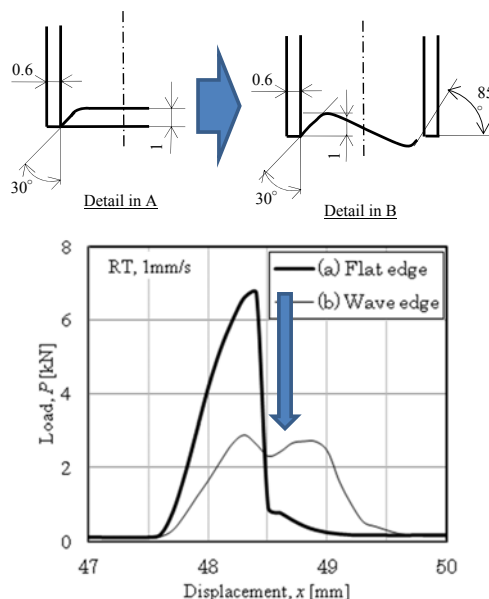 0.6
1
30°
Detail in A
0.6
1
30°
85°
Detail in B
8
6
4
2
0
Load, P [kN]
RT, 1mm/s
(a) Flat edge
(b) Wave edge
47 48 49 50
Displacement, x [mm]